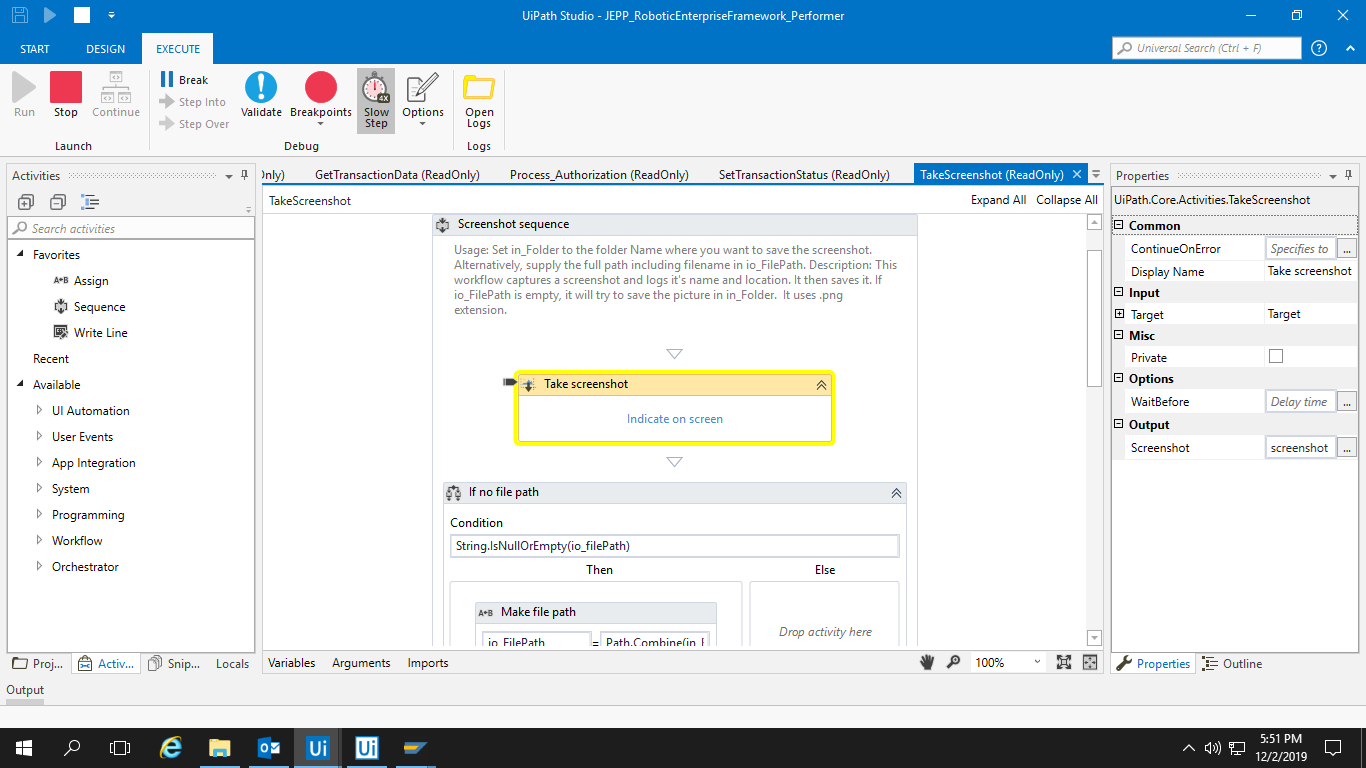 UiPath Studio - JEPP_RoboticEnterpriseFramework_Performer
START DESIGN EXECUTE
Universal Search (Ctrl + F)
Run Stop Continue
Break
Step Into
Step Over
Validate Breakpoints Slow Step Options
Open Logs
Launch Debug Logs
Activities
Search activities
Favorites
A+B Assign
Sequence
Write Line
Recent
Available
UI Automation
User Events
App Integration
System
Programming
Workflow
Orchestrator
Proj... Activ... Snip... Locals
Output
Only) GetTransactionData (ReadOnly) Process_Authorization (ReadOnly) SetTransactionStatus (ReadOnly) TakeScreenshot (ReadOnly)
TakeScreenshot Expand All Collapse All
Screenshot sequence
Usage: Set in_Folder to the folder Name where you want to save the screenshot.
Alternatively, supply the full path including filename in io_FilePath. Description: This
workflow captures a screenshot and logs it's name and location. It then saves it. If
io_FilePath is empty, it will try to save the picture in in_Folder.  It uses .png
extension.
Take screenshot
Indicate on screen
If no file path
Condition
String.IsNullOrEmpty(io_filePath)
Then Else
A+B Make file path
io_FilePath = Path.Combine(in_F
Drop activity here
Variables Arguments Imports 100%
Properties
UiPath.Core.Activities.TakeScreenshot
Common
ContinueOnError Specifies to ...
Display Name Take screenshot
Input
Target Target
Misc
Private
Options
WaitBefore Delay time ...
Output
Screenshot screenshot ...
Properties Outline
Ui Ui
5:51 PM
12/2/2019